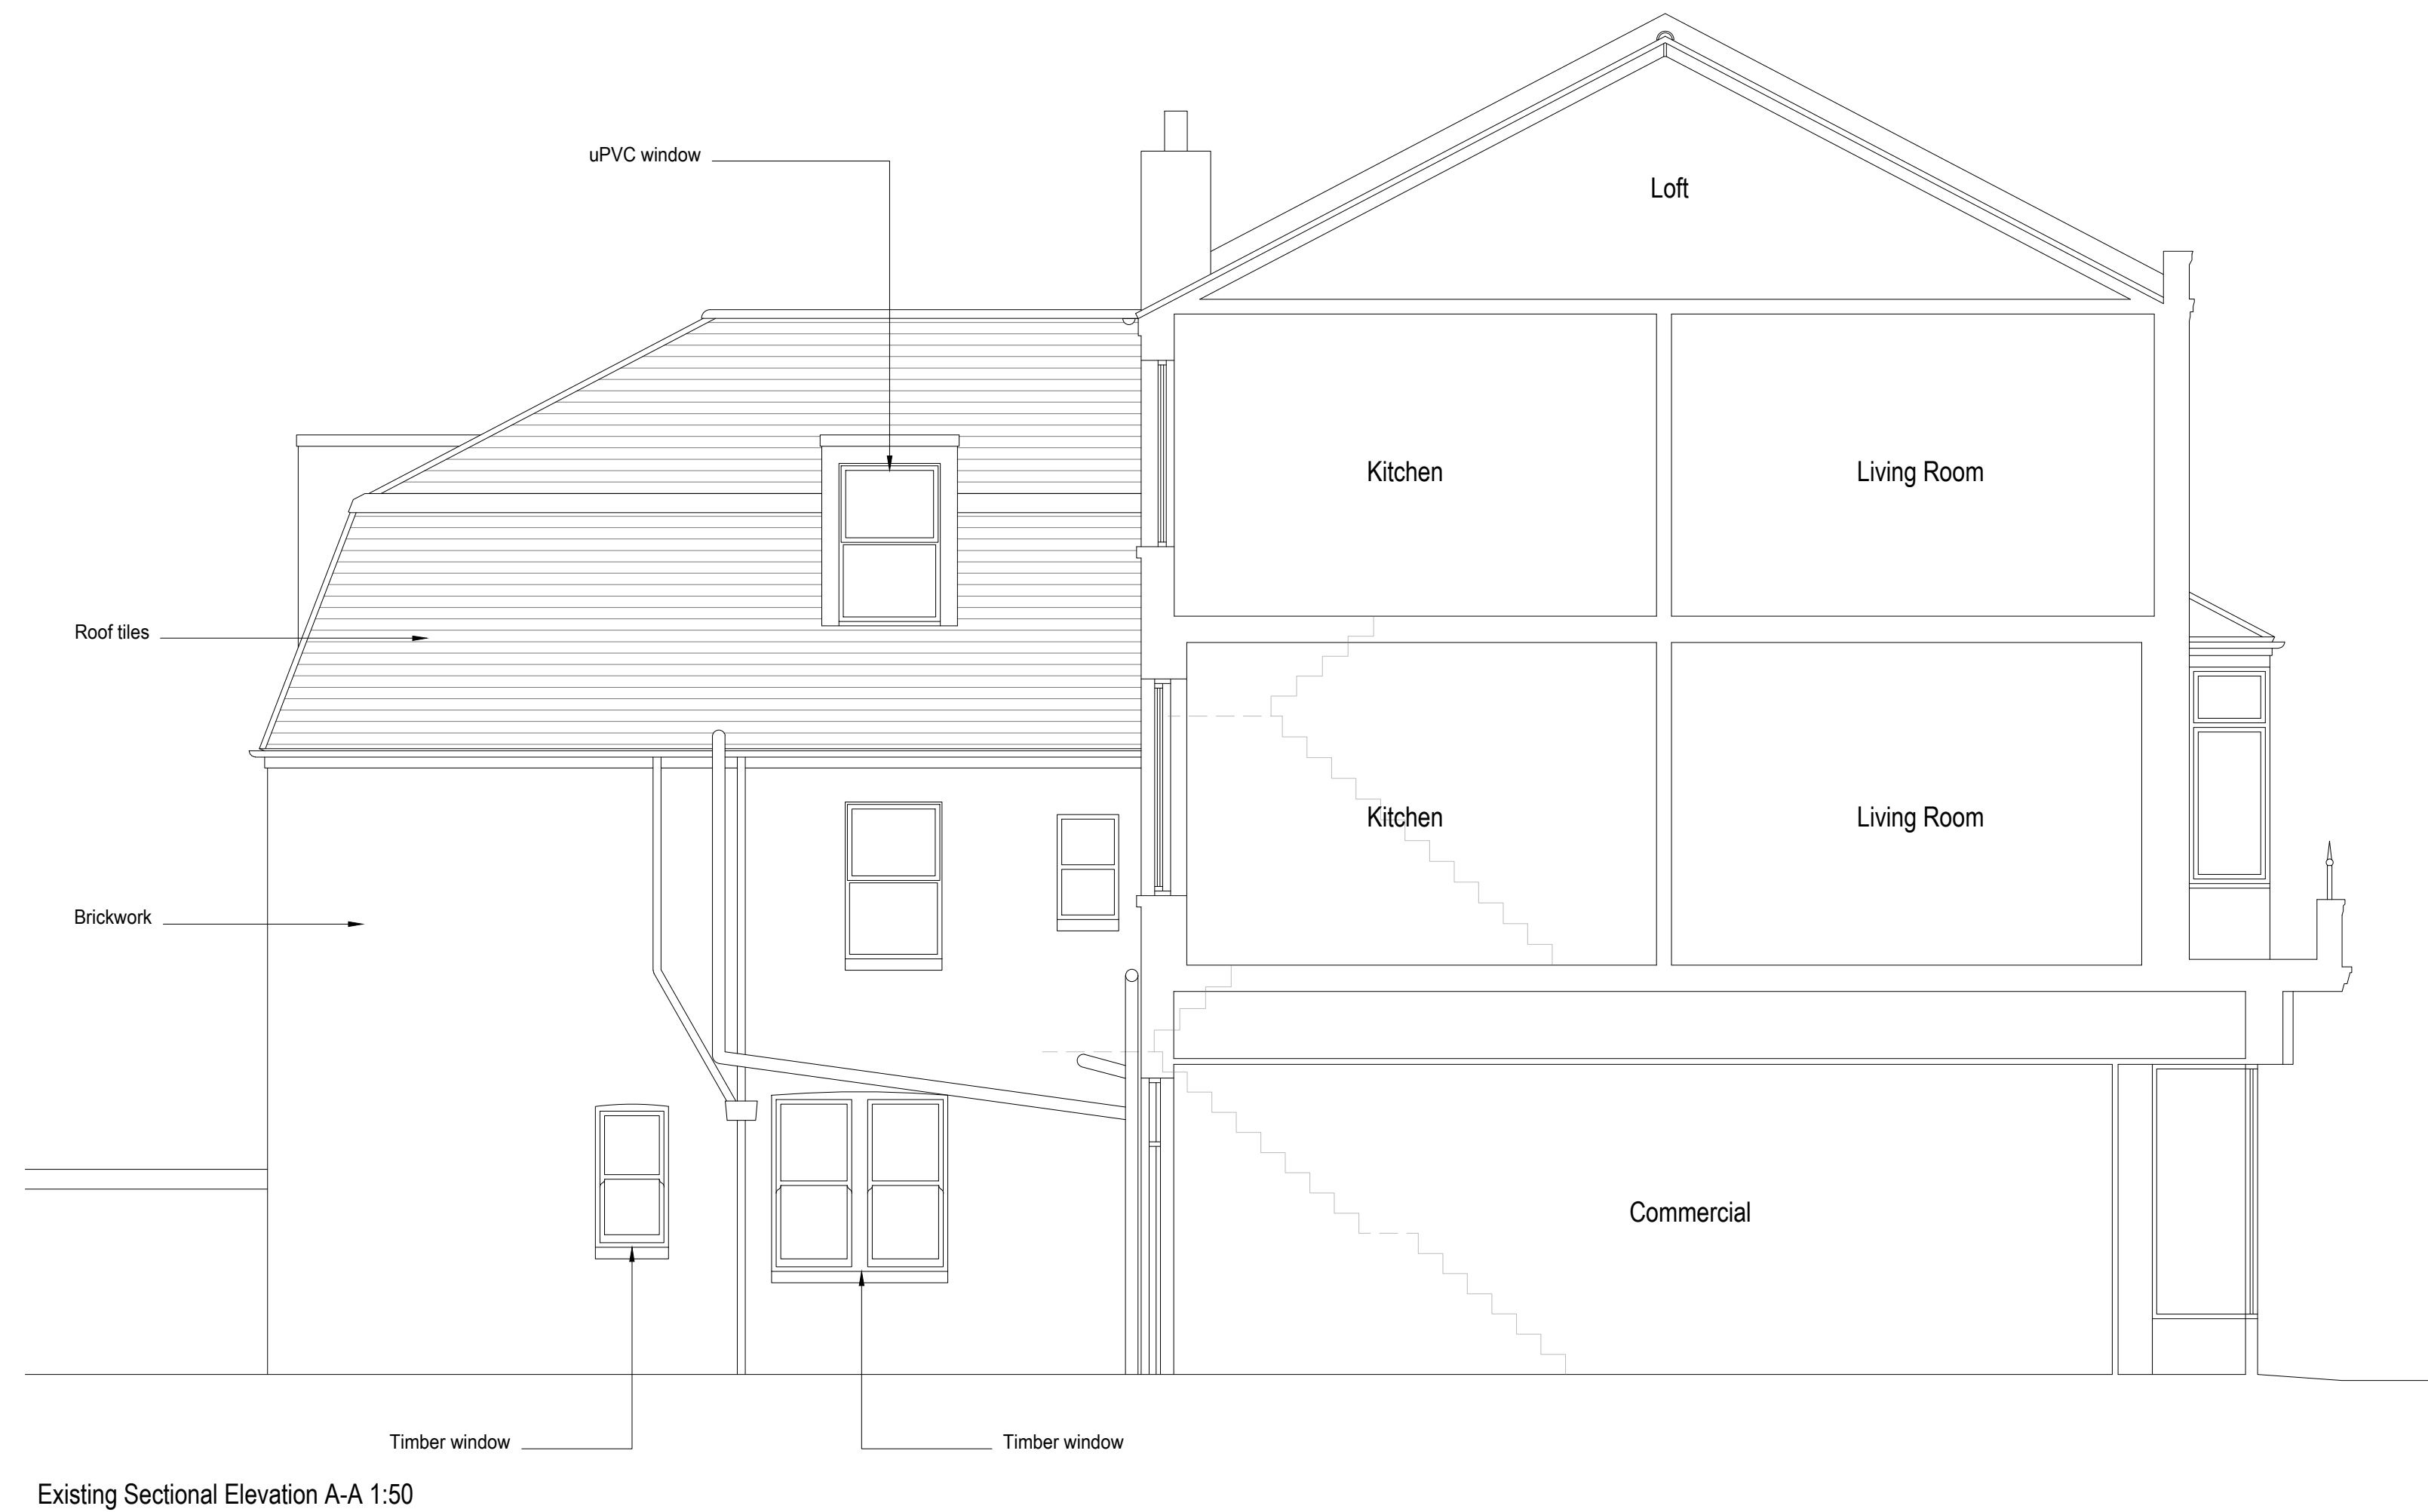 uPVC window
Loft
Kitchen
Living Room
Roof tiles
Kitchen
Living Room
Brickwork
Commercial
Timber window
Timber window
Existing Sectional Elevation A-A 1:50